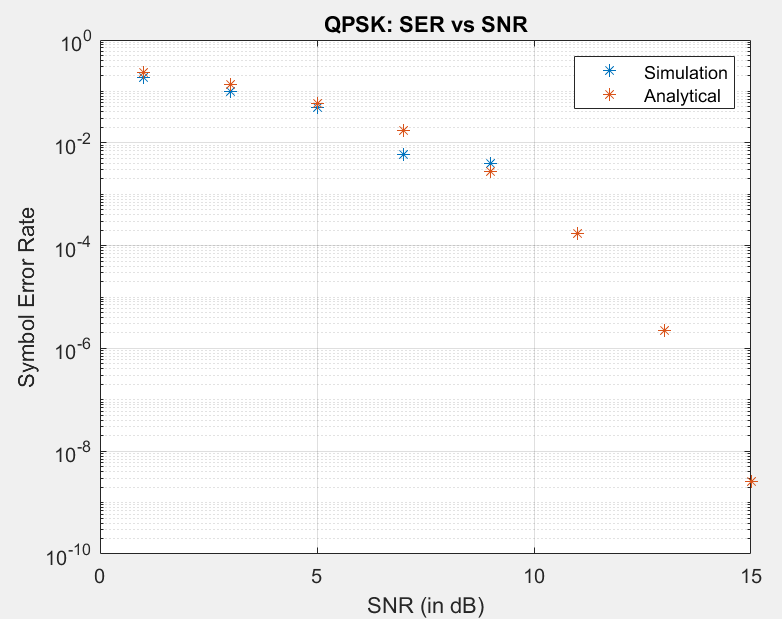 QPSK: SER vs SNR
10^0
10^-2
10^-4
10^-6
10^-8
10^-10
Symbol Error Rate
Simulation
Analytical
0 5 10 15
SNR (in dB)